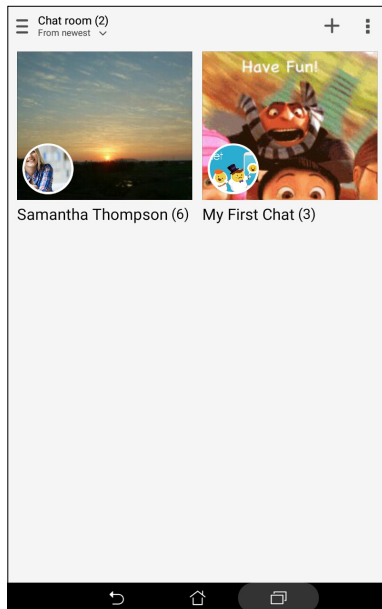 Chat room (2)
From newest
Have Fun!
Samantha Thompson (6)
My First Chat (3)